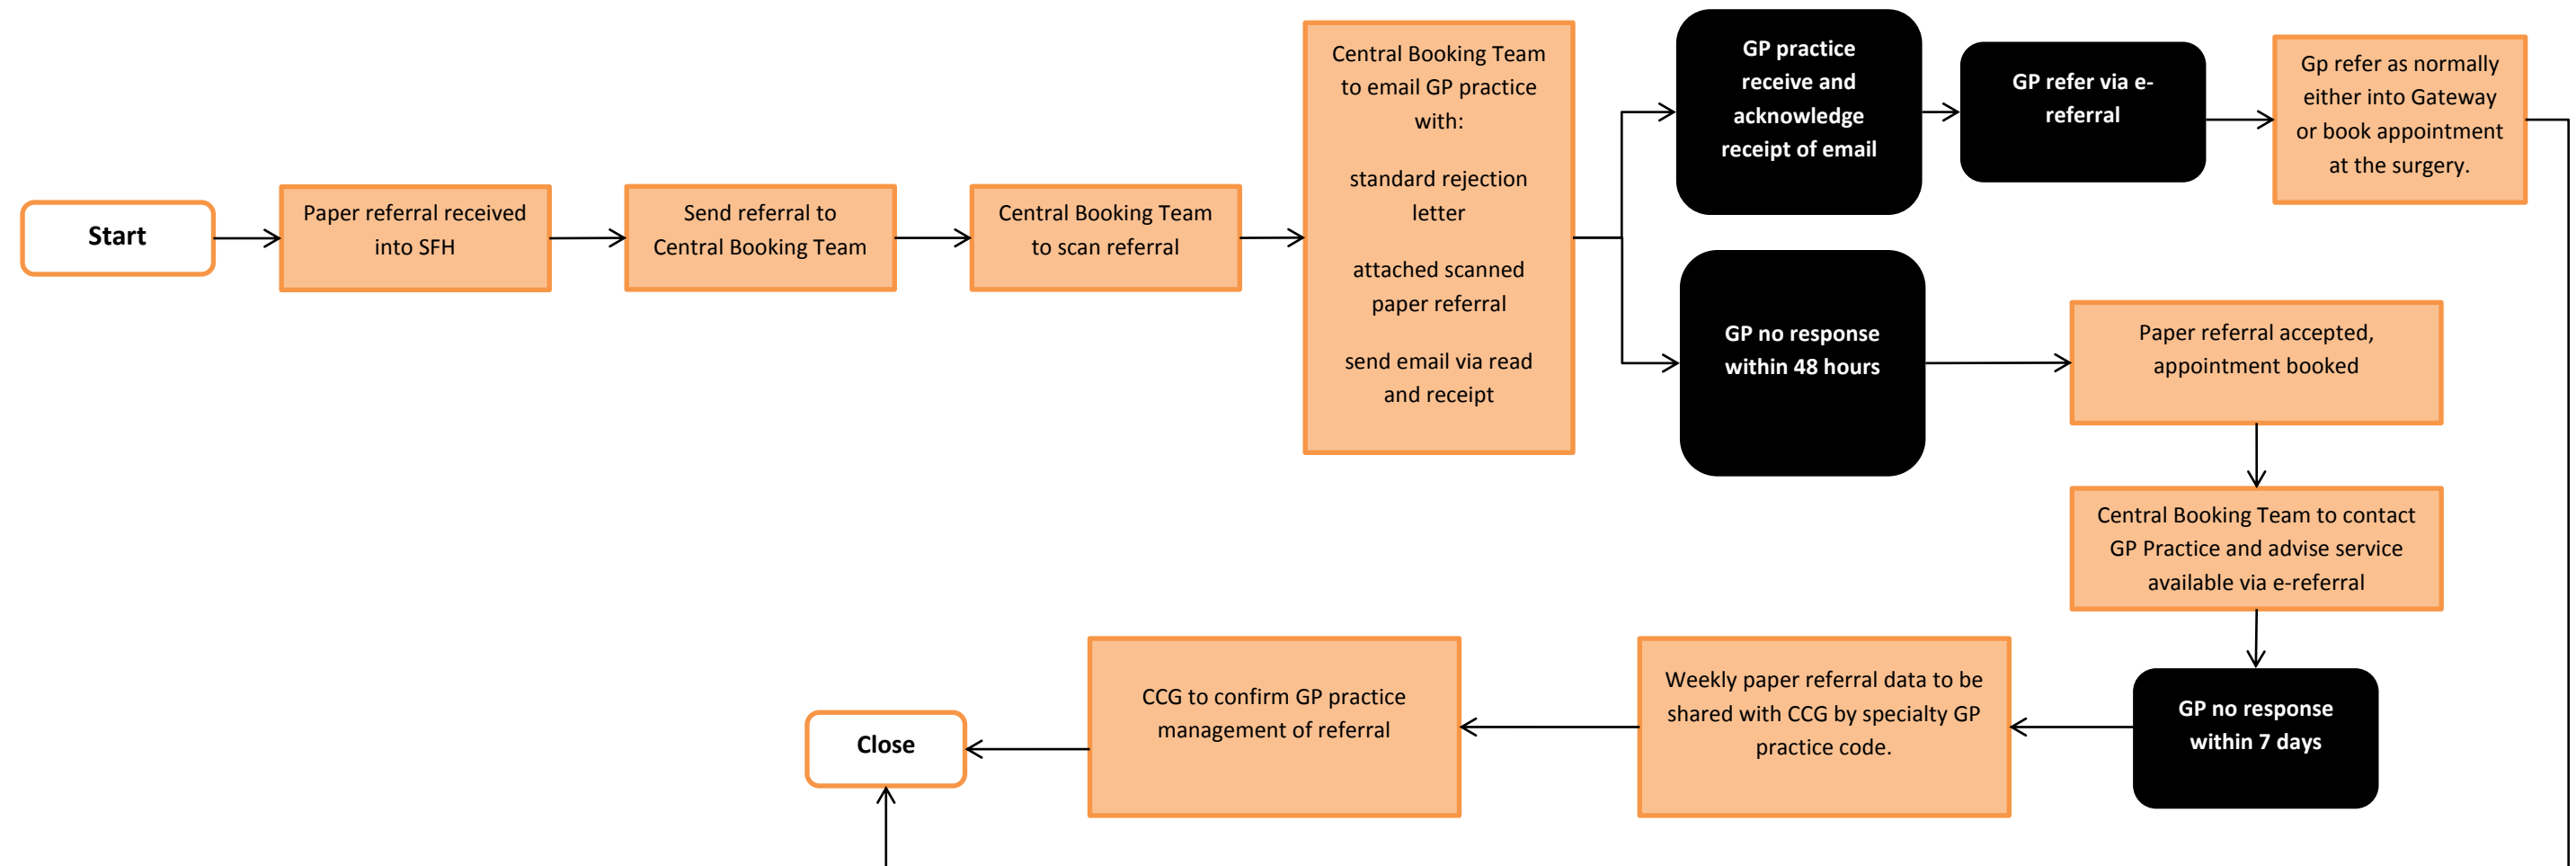 Start
Paper referral received
into SFH
Send referral to
Central Booking Team
Central Booking Team
to scan referral
Central Booking Team
to email GP practice
with:
standard rejection
letter
attached scanned
paper referral
send email via read
and receipt
GP practice
receive and
acknowledge
receipt of email
GP refer via e-
referral
Gp refer as normally
either into Gateway
or book appointment
at the surgery.
GP no response
within 48 hours
Paper referral accepted,
appointment booked
Central Booking Team to contact
GP Practice and advise service
available via e-referral
GP no response
within 7 days
Weekly paper referral data to be
shared with CCG by specialty GP
practice code.
CCG to confirm GP practice
management of referral
Close